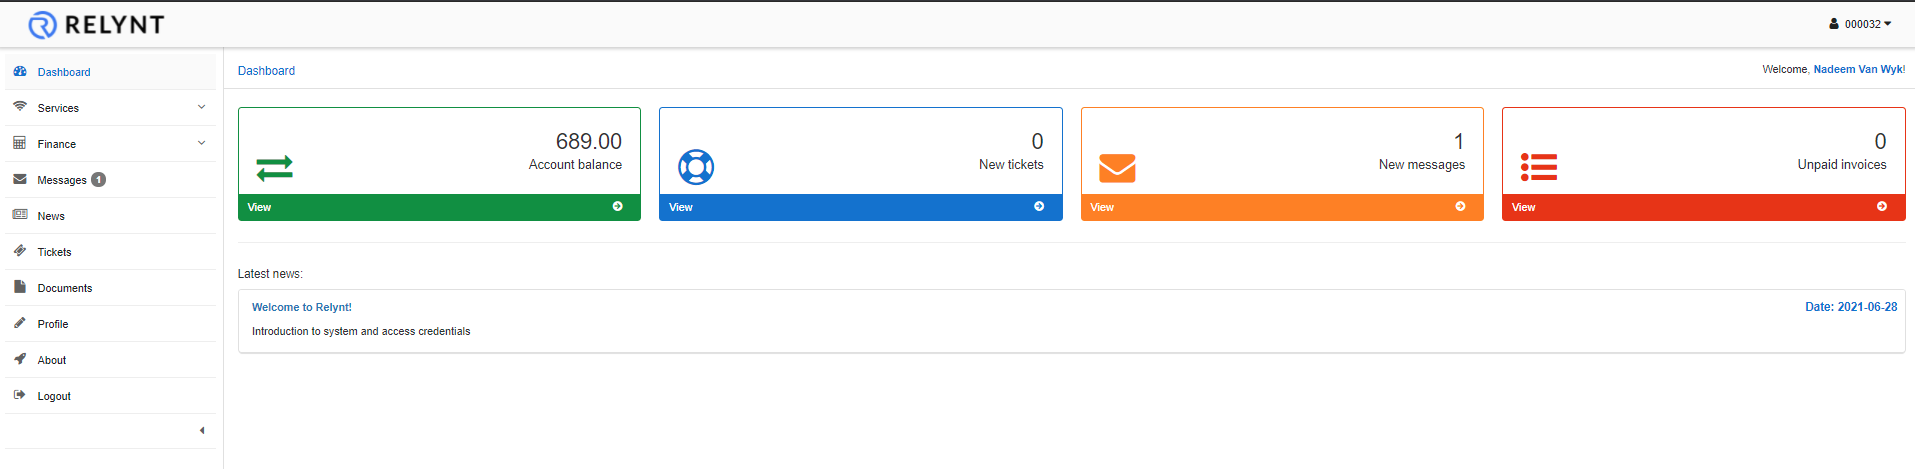 RELYNT
000032
Dashboard
Services
Finance
Messages 1
News
Tickets
Documents
Profile
About
Logout
Dashboard
Welcome, Nadeem Van Wyk!
689.00
Account balance
View
0
New tickets
View
1
New messages
View
0
Unpaid invoices
View
Latest news:
Welcome to Relynt!
Date: 2021-06-28
Introduction to system and access credentials